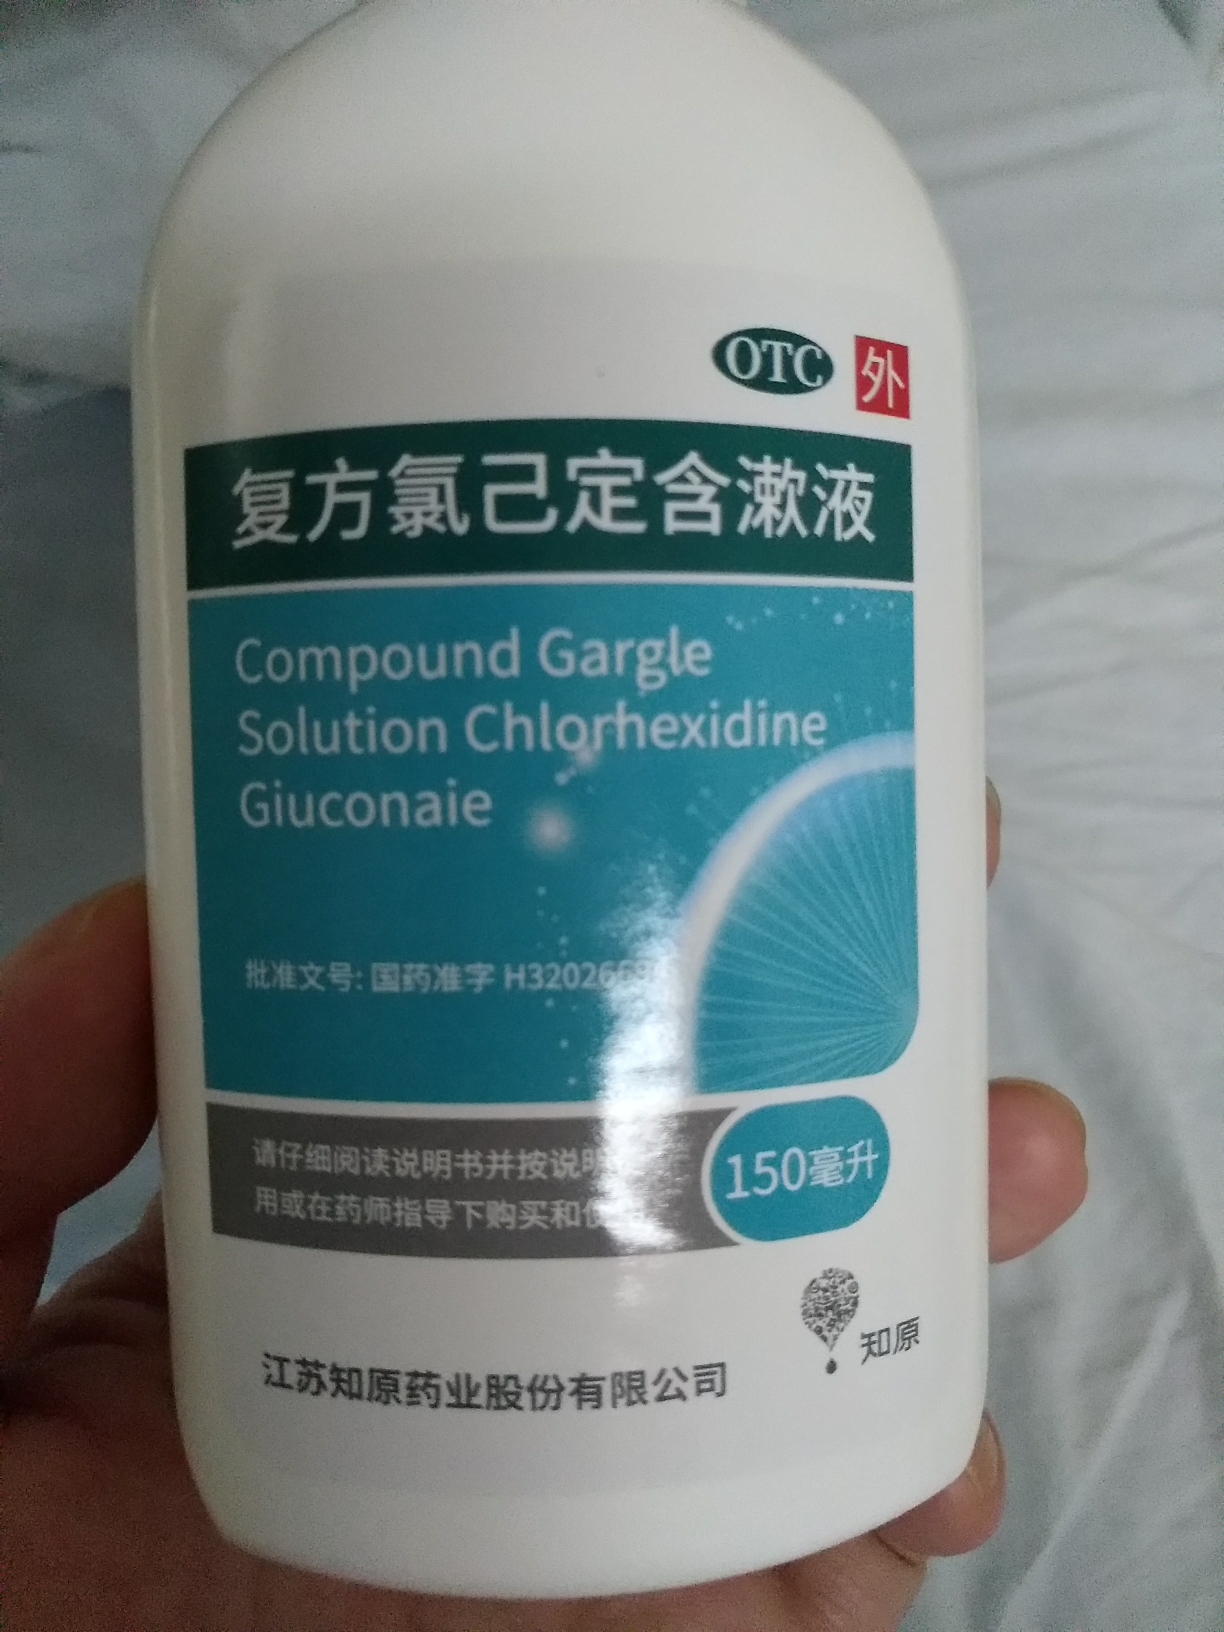 OTC 外
复方氯己定含漱液
Compound Gargle
Solution Chlorhexidine
Giuconaie
批准文号: 国药准字
请仔细阅读说明书并按说明
用或在药师指导下购买和使
150毫升
知原
江苏知原药业股份有限公司